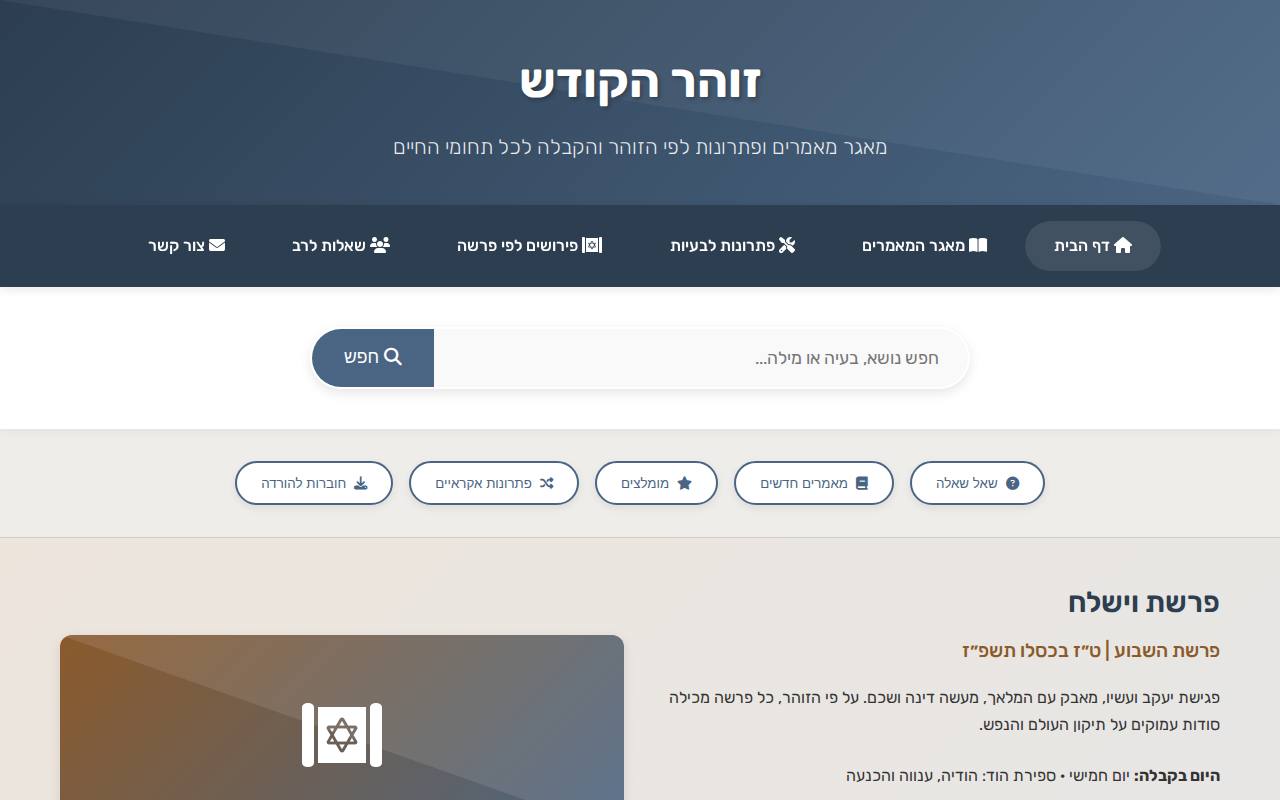 זוהר הקודש
מאגר מאמרים ופתרונות לפי הזוהר והקבלה לכל תחומי החיים
דף הבית
מאגר המאמרים
פתרונות לבעיות
פירושים לפי פרשה
שאלות לרב
צור קשר
חפש נושא, בעיה או מילה...
חפש
שאל שאלה
מאמרים חדשים
מומלצים
פתרונות אקראיים
חוברות להורדה
פרשת וישלח
פרשת השבוע | ט״ז בכסלו תשפ״ז
פגישת יעקב ועשיו, מאבק עם המלאך, מעשה דינה ושכם. על פי הזוהר, כל פרשה מכילה
סודות עמוקים על תיקון העולם והנפש.
היום בקבלה: יום חמישי • ספירת הוד: הודיה, ענווה והכנעה